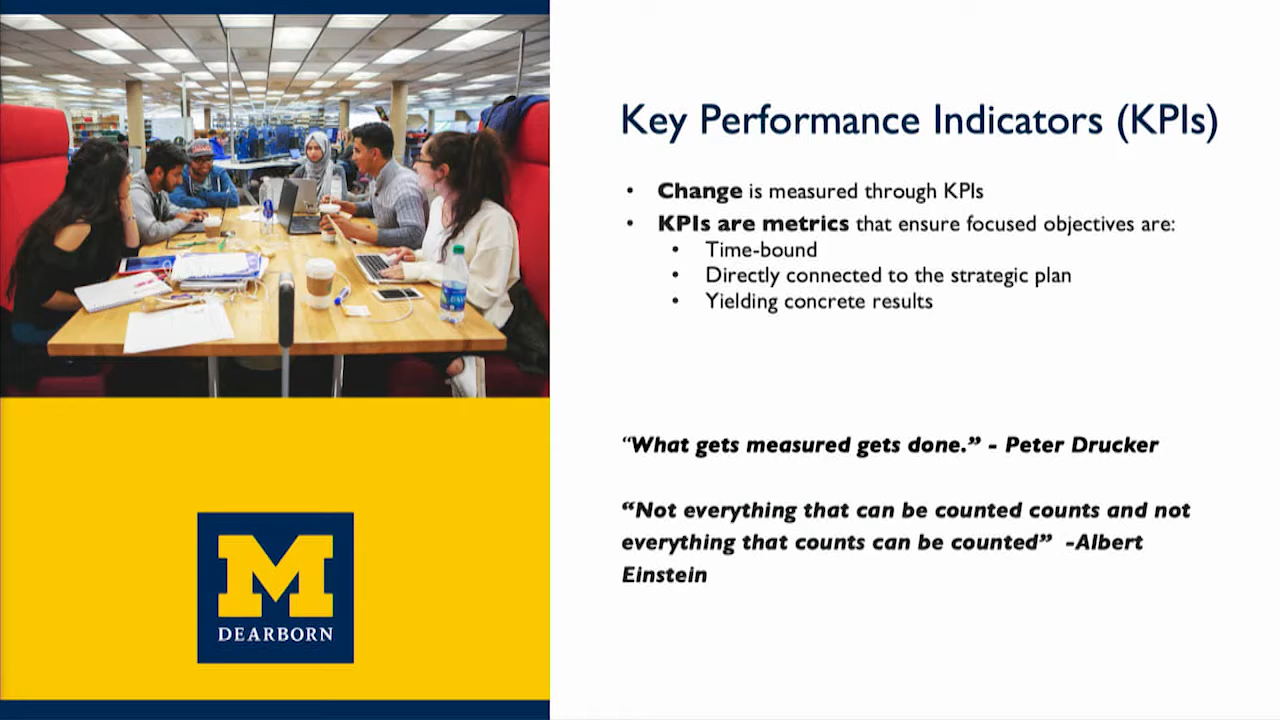 Key Performance Indicators (KPIs)
• Change is measured through KPIs
• KPIs are metrics that ensure focused objectives are:
• Time-bound
• Directly connected to the strategic plan
• Yielding concrete results
“What gets measured gets done.” - Peter Drucker
“Not everything that can be counted counts and not
everything that counts can be counted” -Albert
Einstein
M
DEARBORN